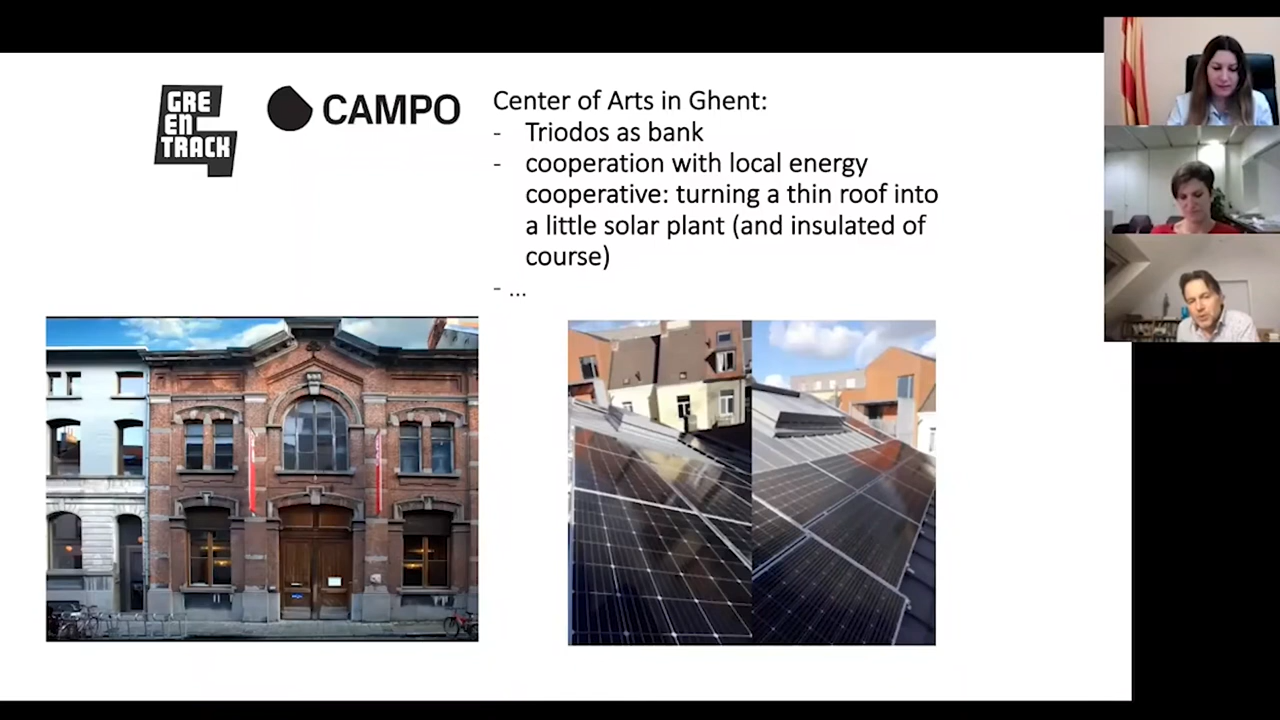 GRE
EN
TRACK
CAMPO
Center of Arts in Ghent:
- Triodos as bank
- cooperation with local energy
cooperative: turning a thin roof into
a little solar plant (and insulated of
course)
- ...